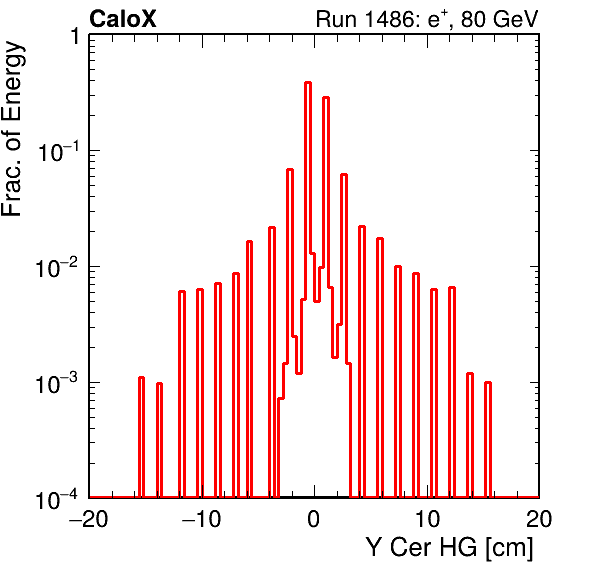 CaloX Run 1486: e⁺, 80 GeV
Frac. of Energy
1
10⁻¹
10⁻²
10⁻³
10⁻⁴
−20 −10 0 10 20
Y Cer HG [cm]